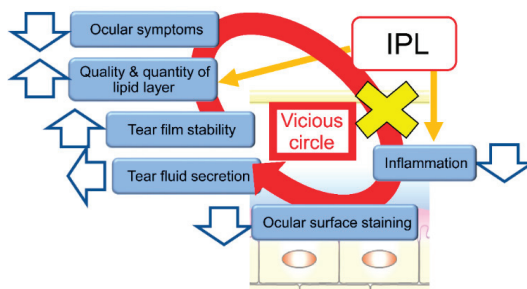 Ocular symptoms
IPL
Quality & quantity of
lipid layer
Tear film stability
Vicious
circle
Inflammation
Tear fluid secretion
Ocular surface staining